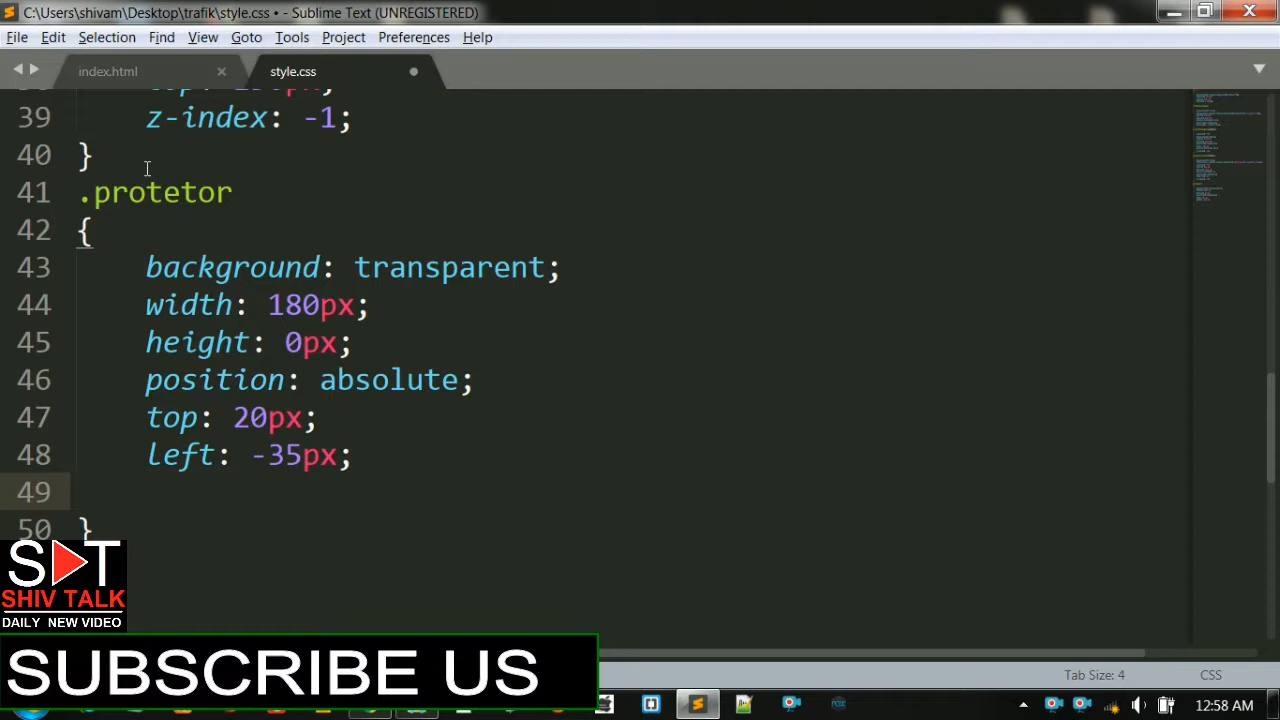 C:\Users\shivam\Desktop\trafik\style.css • - Sublime Text (UNREGISTERED)
File Edit Selection Find View Goto Tools Project Preferences Help
index.html style.css
39 z-index: -1;
40 }
41 .protetor
42 {
43 background: transparent;
44 width: 180px;
45 height: 0px;
46 position: absolute;
47 top: 20px;
48 left: -35px;
49
50 }
S T
SHIV TALK
DAILY NEW VIDEO
SUBSCRIBE US
Tab Size: 4 CSS
12:58 AM